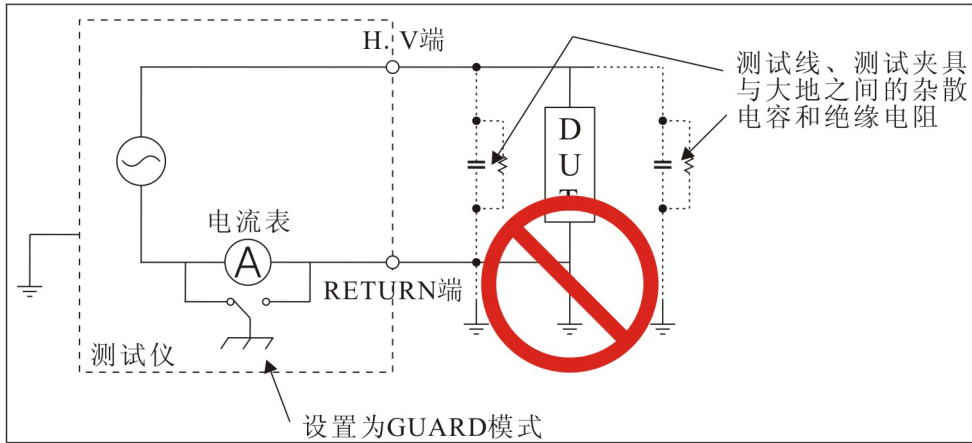 H. V端
测试线、测试夹具
与大地之间的杂散
电容和绝缘电阻
D
U
T
电流表
A
RETURN端
测试仪
设置为GUARD模式